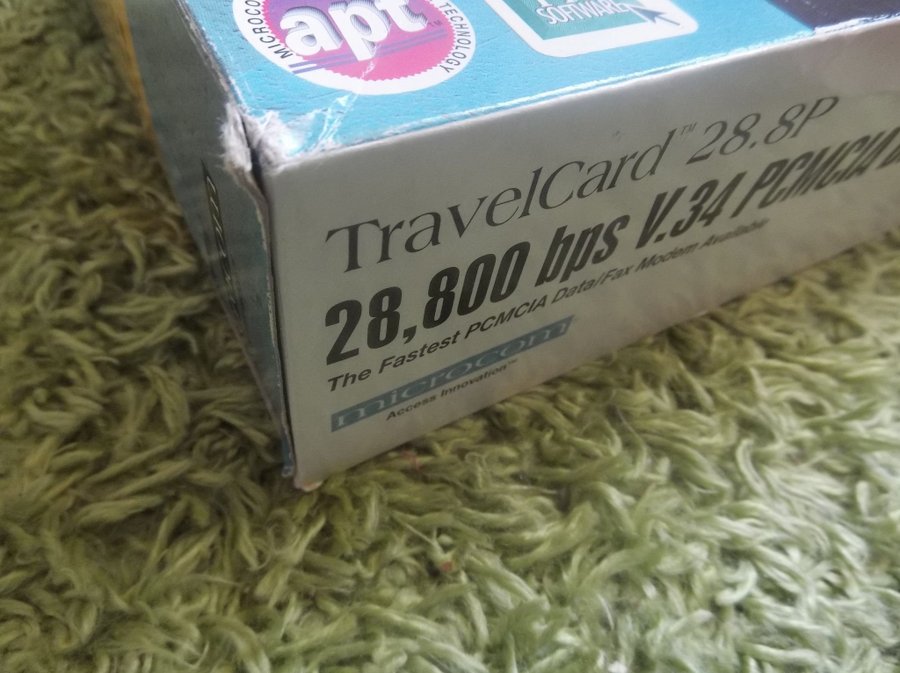 MICROCO
apt
TECHNOLOGY
SOFTWARE
TravelCard™ 28.8P
28,800 bps V.34 PCMCIA
The Fastest PCMCIA Data/Fax Modem Available
microcom
Access Innovation™